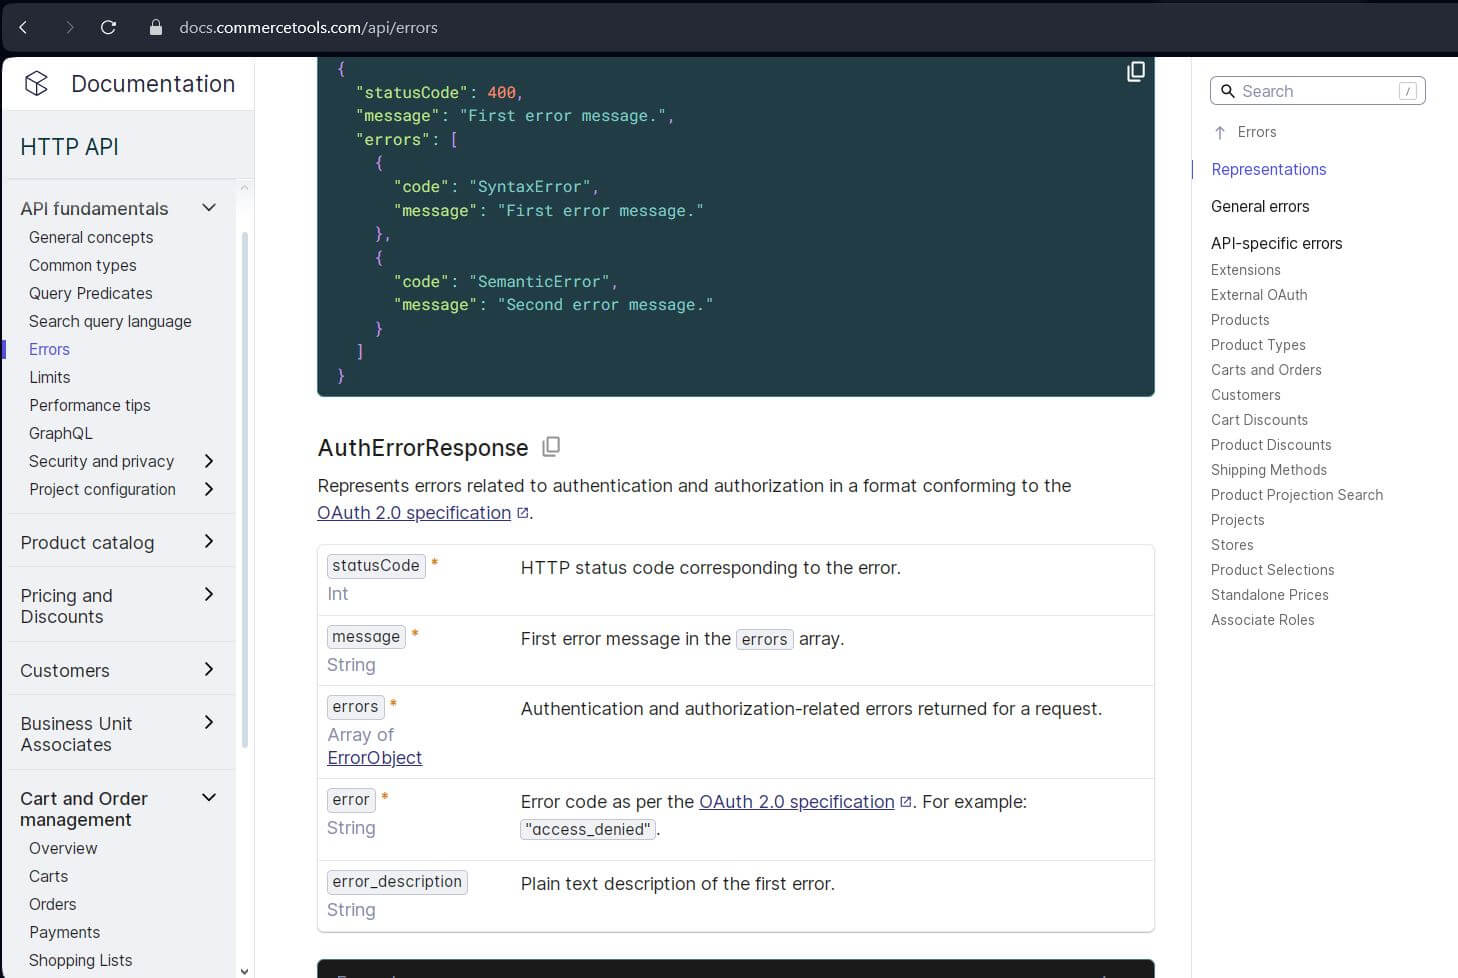 docs.commercetools.com/api/errors
Documentation
HTTP API
API fundamentals
General concepts
Common types
Query Predicates
Search query language
Errors
Limits
Performance tips
GraphQL
Security and privacy
Project configuration
Product catalog
Pricing and
Discounts
Customers
Business Unit
Associates
Cart and Order
management
Overview
Carts
Orders
Payments
Shopping Lists
{
"statusCode": 400,
"message": "First error message.",
"errors": [
{
"code": "SyntaxError",
"message": "First error message."
},
{
"code": "SemanticError",
"message": "Second error message."
}
]
}
AuthErrorResponse
Represents errors related to authentication and authorization in a format conforming to the
OAuth 2.0 specification.
statusCode * HTTP status code corresponding to the error.
Int
message * First error message in the errors array.
String
errors * Authentication and authorization-related errors returned for a request.
Array of
ErrorObject
error * Error code as per the OAuth 2.0 specification. For example:
"access_denied".
String
error_description Plain text description of the first error.
String
Search /
Errors
Representations
General errors
API-specific errors
Extensions
External OAuth
Products
Product Types
Carts and Orders
Customers
Cart Discounts
Product Discounts
Shipping Methods
Product Projection Search
Projects
Stores
Product Selections
Standalone Prices
Associate Roles